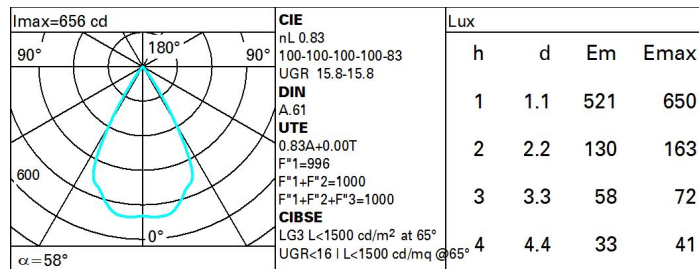 Imax=656 cd
90°
180°
90°
600
0°
α=58°
CIE
nL 0.83
100-100-100-100-83
UGR 15.8-15.8
DIN
A.61
UTE
0.83A+0.00T
F"1=996
F"1+F"2=1000
F"1+F"2+F"3=1000
CIBSE
LG3 L<1500 cd/m² at 65°
UGR<16 | L<1500 cd/mq @65°
Lux
h d Em Emax
1 1.1 521 650
2 2.2 130 163
3 3.3 58 72
4 4.4 33 41